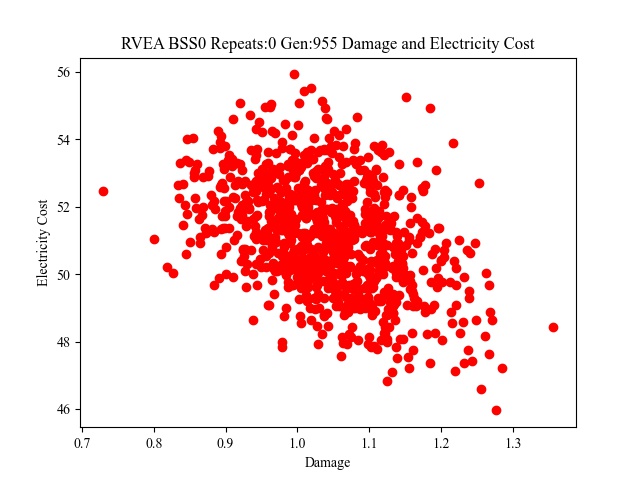 RVEA BSS0 Repeats:0 Gen:955 Damage and Electricity Cost
56
54
52
50
48
46
Electricity Cost
0.7 0.8 0.9 1.0 1.1 1.2 1.3
Damage